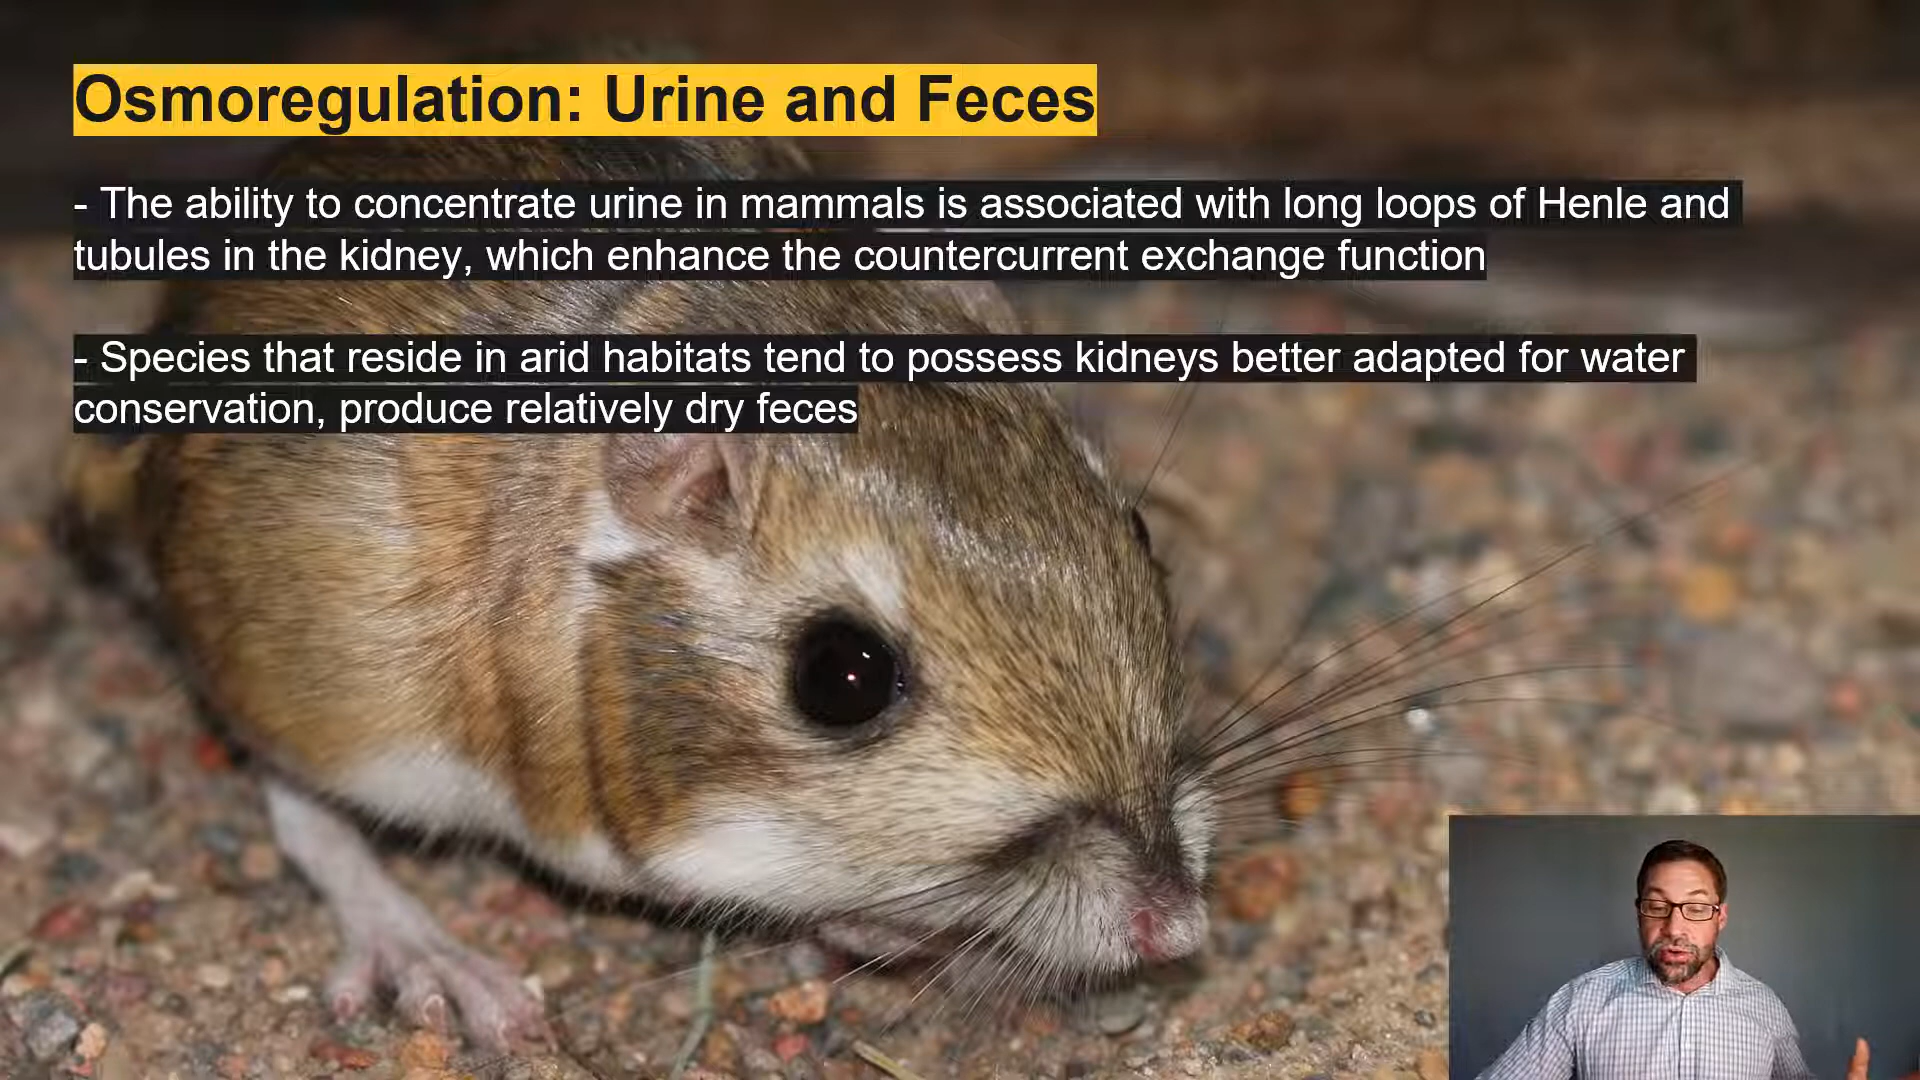 Osmoregulation: Urine and Feces
- The ability to concentrate urine in mammals is associated with long loops of Henle and
tubules in the kidney, which enhance the countercurrent exchange function
- Species that reside in arid habitats tend to possess kidneys better adapted for water
conservation, produce relatively dry feces